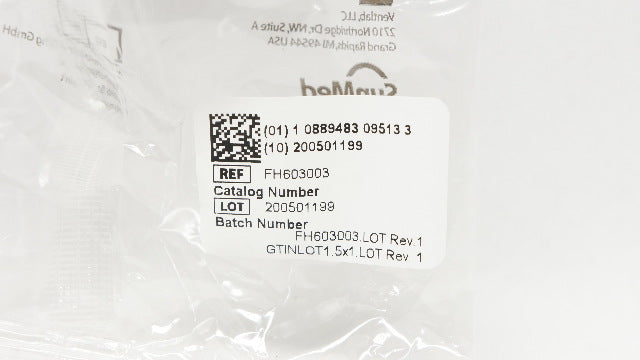 Ventlab, LLC
2710 Northridge Dr, NW, Suite A
Grand Rapids, MI 49544 USA
SunMed
(01) 1 0889483 09513 3
(10) 200501199
REF FH603003
Catalog Number
LOT 200501199
Batch Number
FH603003.LOT Rev.1
GTINLOT1.5x1.LOT Rev 1